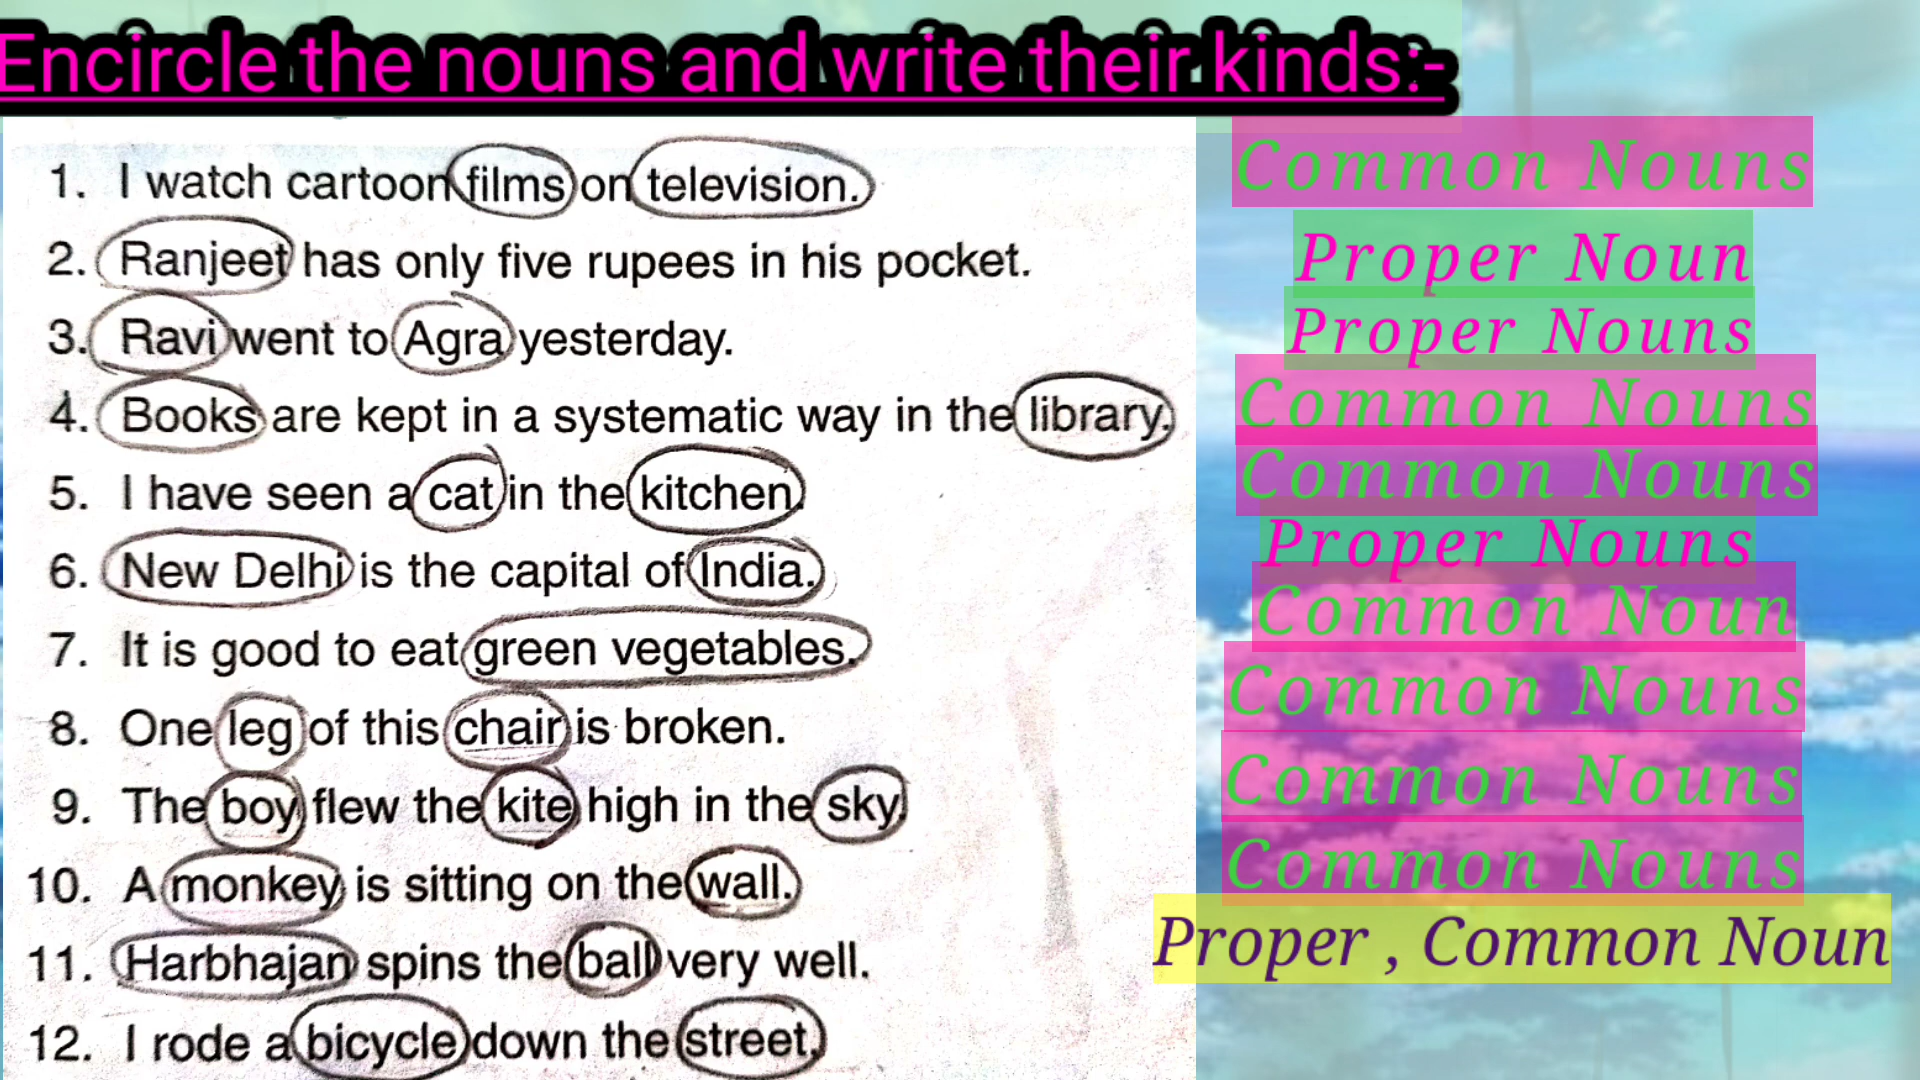 Encircle the nouns and write their kinds:-
1. I watch cartoon films on television. Common Nouns
2. Ranjeet has only five rupees in his pocket. Proper Noun
3. Ravi went to Agra yesterday. Proper Nouns
4. Books are kept in a systematic way in the library. Common Nouns
5. I have seen a cat in the kitchen. Common Nouns
6. New Delhi is the capital of India. Proper Nouns
7. It is good to eat green vegetables. Common Noun
8. One leg of this chair is broken. Common Nouns
9. The boy flew the kite high in the sky. Common Nouns
10. A monkey is sitting on the wall. Common Nouns
11. Harbhajan spins the ball very well. Proper , Common Noun
12. I rode a bicycle down the street.